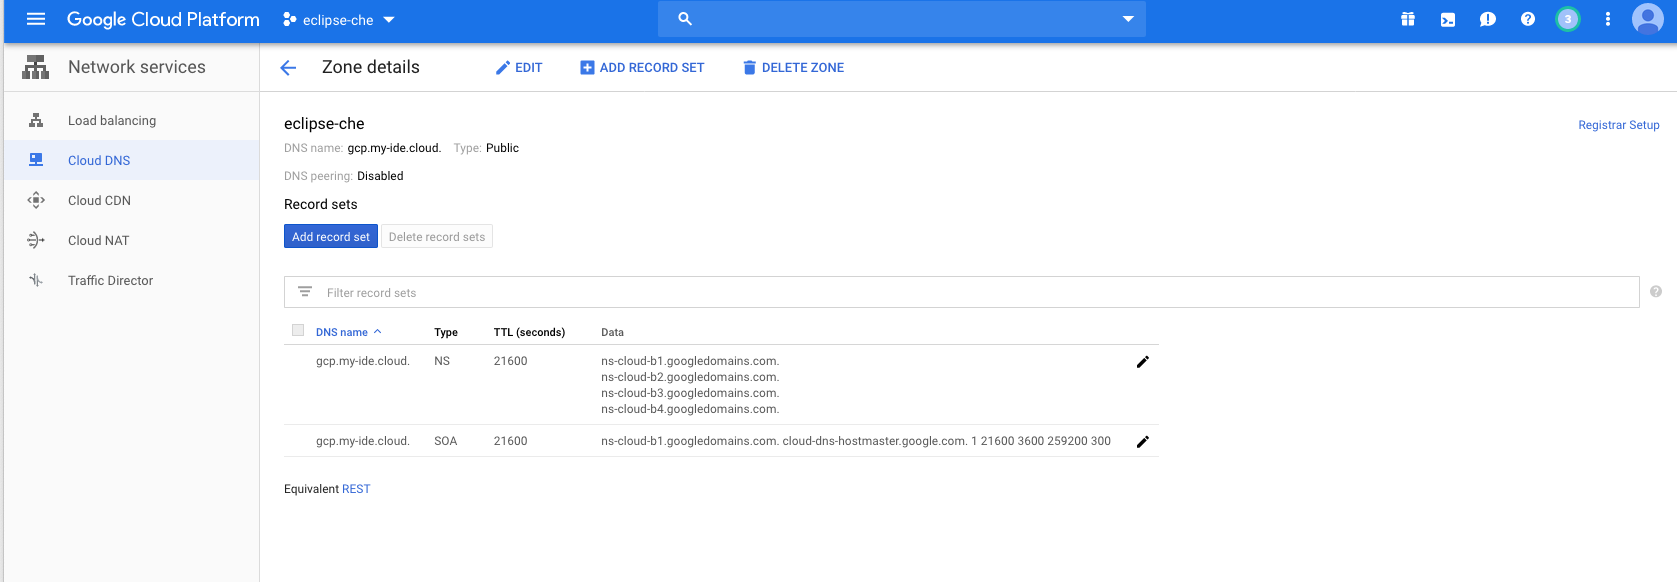 Google Cloud Platform
eclipse-che
3
Network services
Zone details
EDIT
ADD RECORD SET
DELETE ZONE
Load balancing
Cloud DNS
Cloud CDN
Cloud NAT
Traffic Director
eclipse-che
Registrar Setup
DNS name: gcp.my-ide.cloud. Type: Public
DNS peering: Disabled
Record sets
Add record set
Delete record sets
Filter record sets
DNS name Type TTL (seconds) Data
gcp.my-ide.cloud. NS 21600 ns-cloud-b1.googledomains.com.
ns-cloud-b2.googledomains.com.
ns-cloud-b3.googledomains.com.
ns-cloud-b4.googledomains.com.
gcp.my-ide.cloud. SOA 21600 ns-cloud-b1.googledomains.com. cloud-dns-hostmaster.google.com. 1 21600 3600 259200 300
Equivalent REST